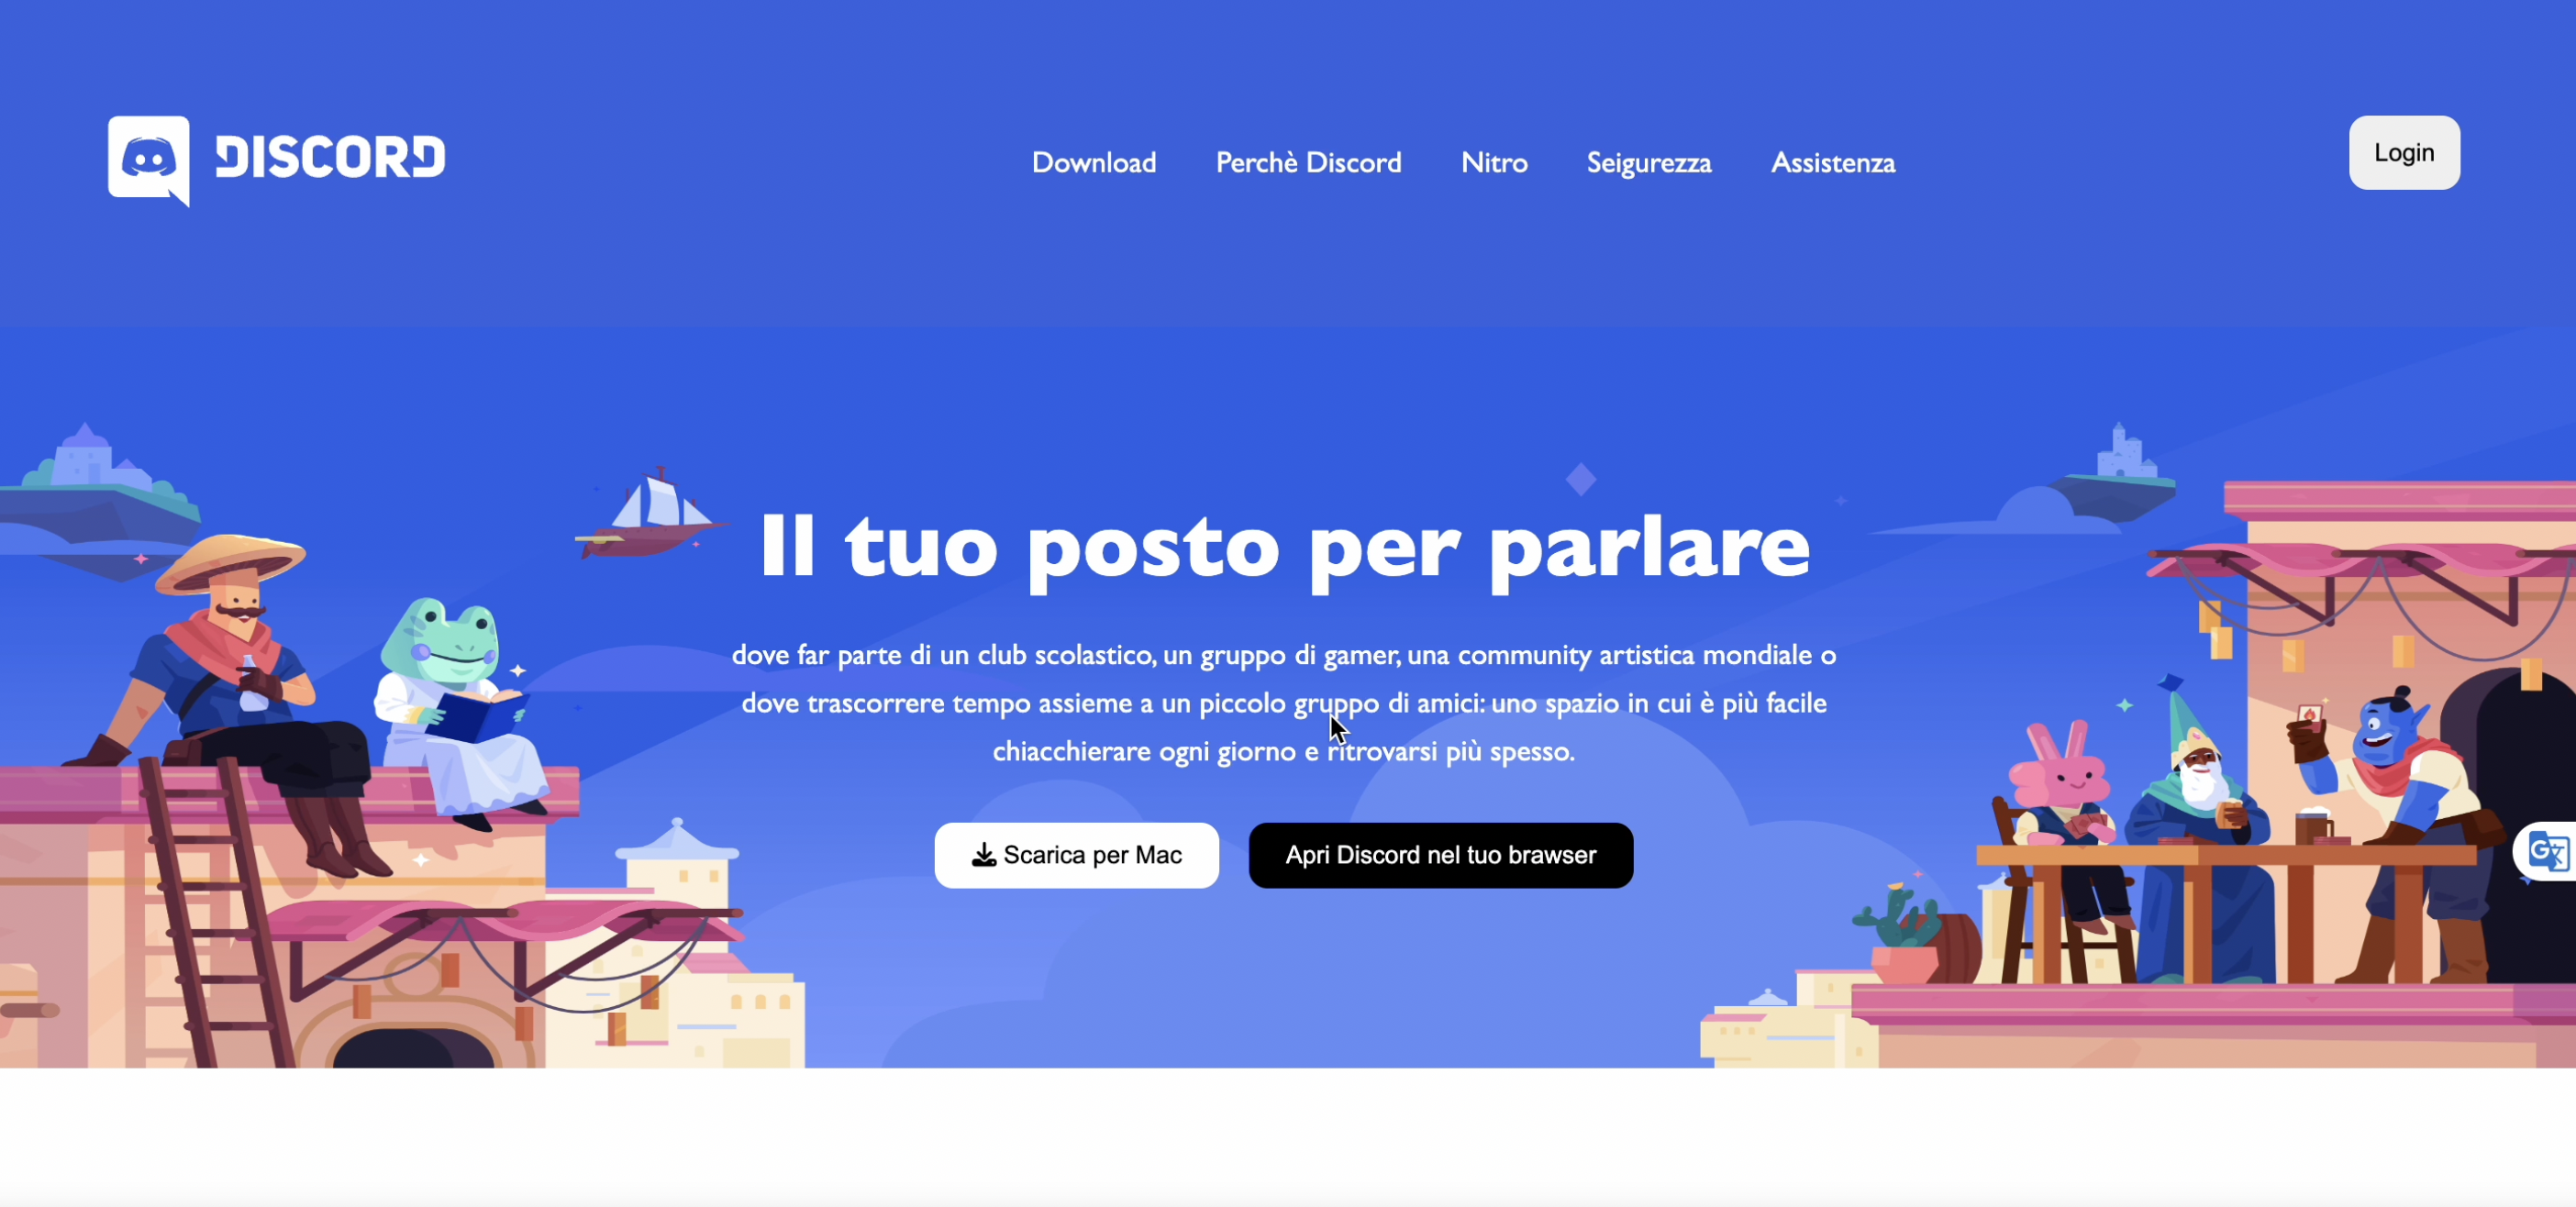 DISCORD
Download Perchè Discord Nitro Seigurezza Assistenza
Login
Il tuo posto per parlare
dove far parte di un club scolastico, un gruppo di gamer, una community artistica mondiale o
dove trascorrere tempo assieme a un piccolo gruppo di amici: uno spazio in cui è più facile
chiacchierare ogni giorno e ritrovarsi più spesso.
Scarica per Mac
Apri Discord nel tuo browser
G